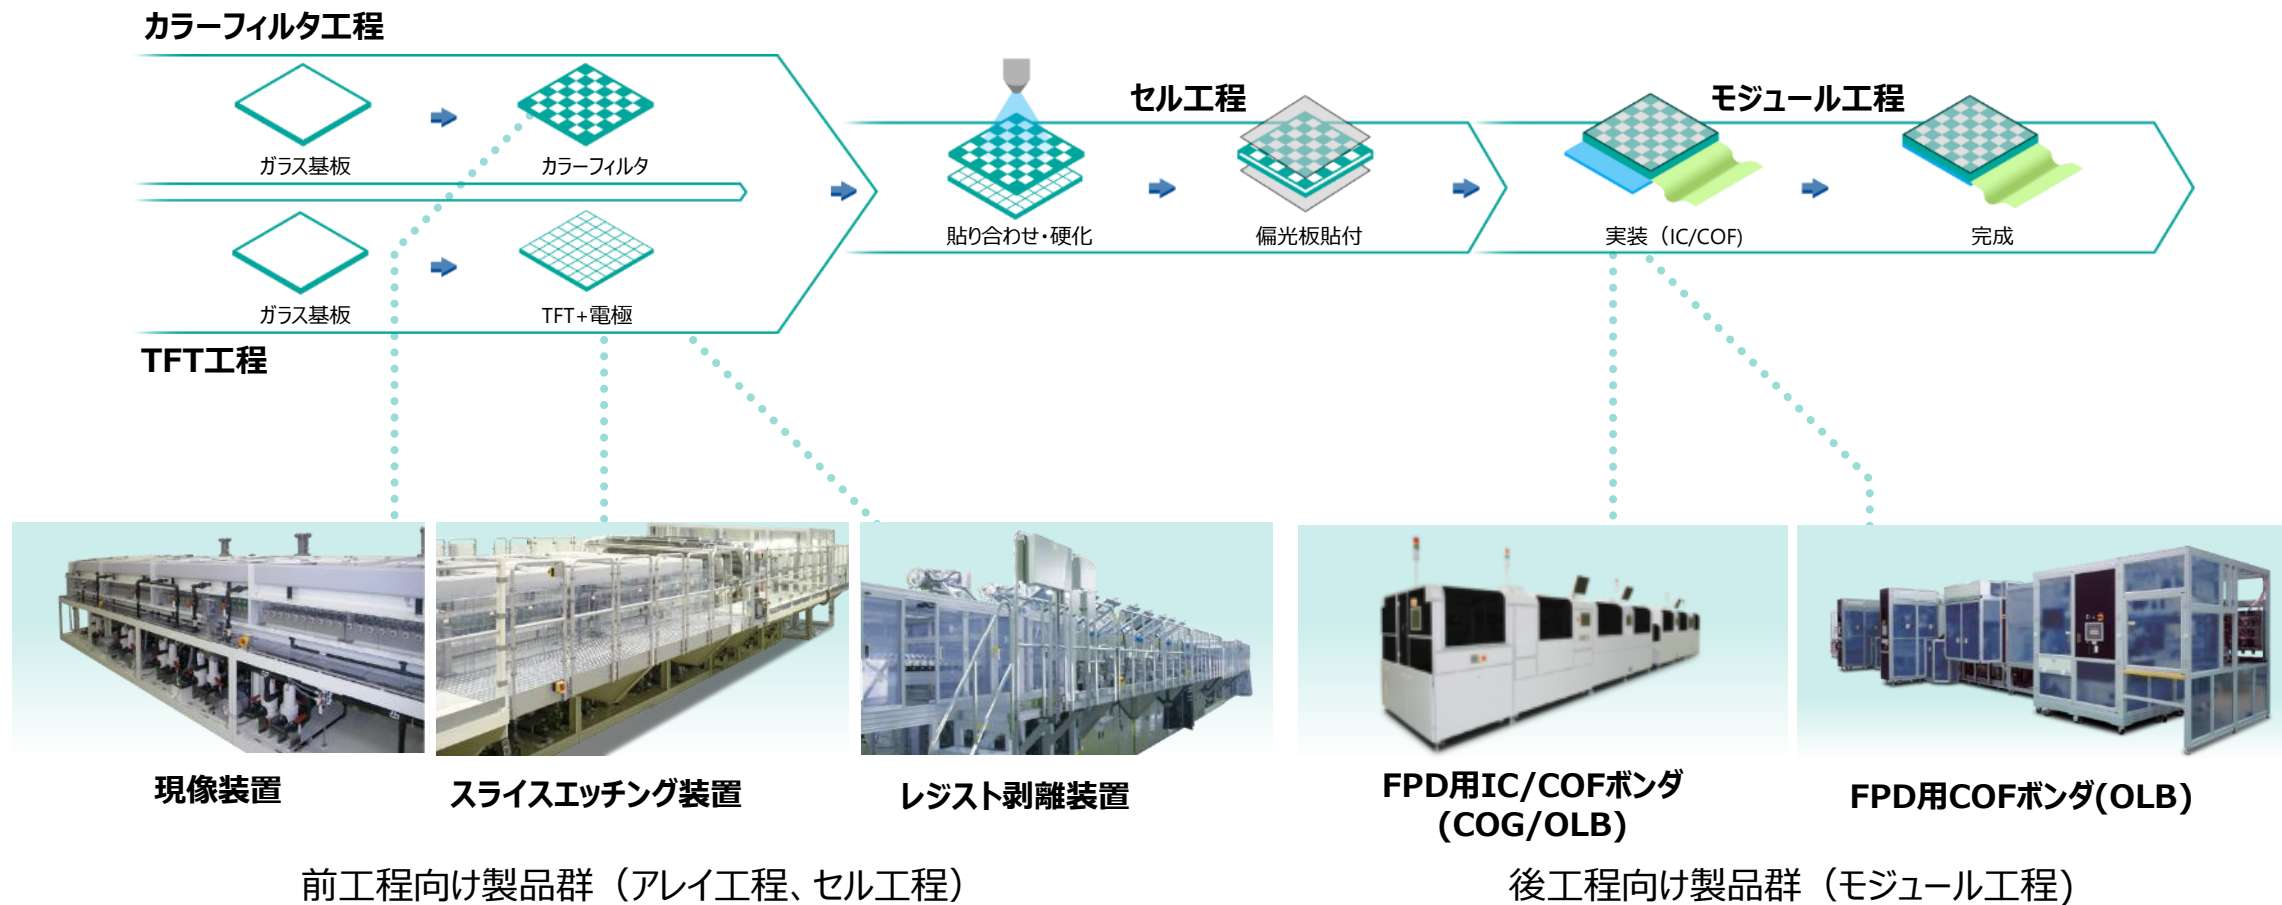 カラーフィルタ工程
セル工程
モジュール工程
ガラス基板
カラーフィルタ
貼り合わせ・硬化
偏光板貼付
実装（IC/COF)
完成
ガラス基板
TFT+電極
TFT工程
現像装置
スライスエッチング装置
レジスト剥離装置
FPD用IC/COFボンダ
(COG/OLB)
FPD用COFボンダ(OLB)
前工程向け製品群（アレイ工程、セル工程）
後工程向け製品群（モジュール工程)